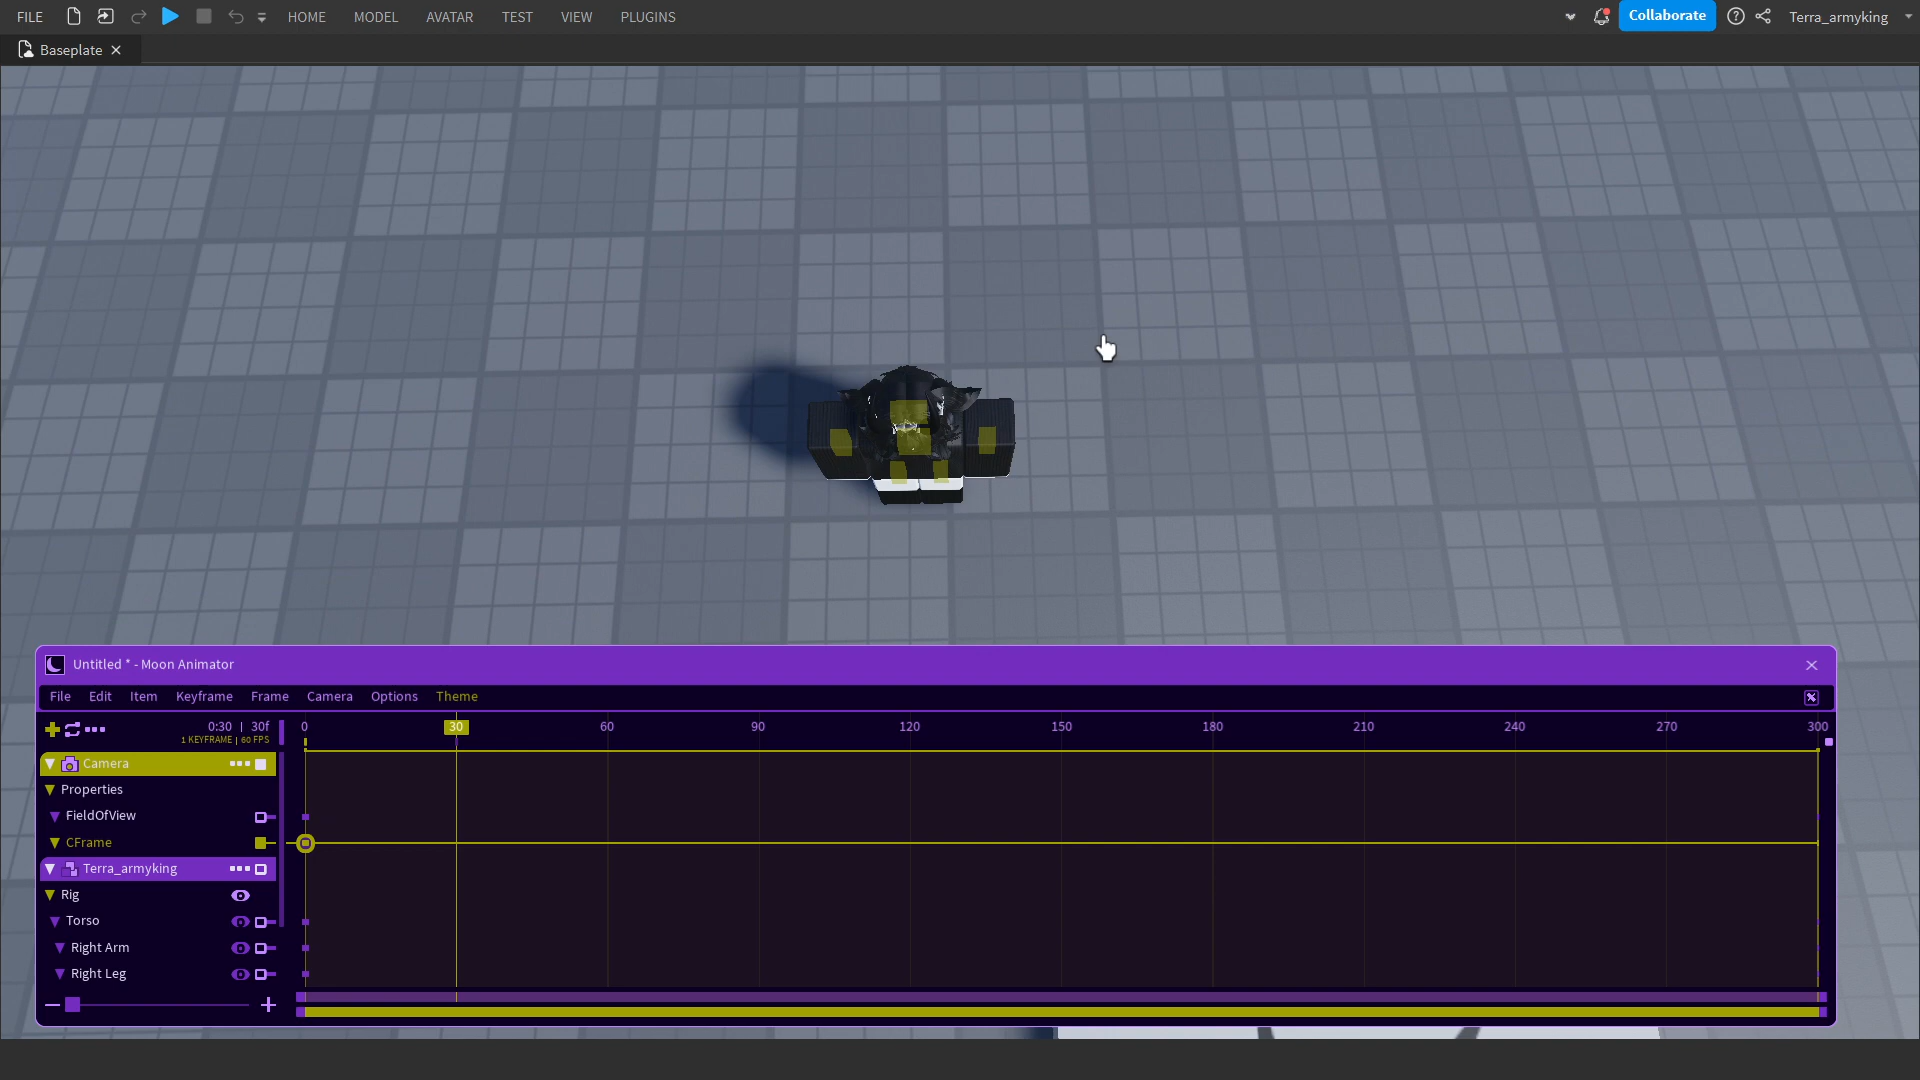 FILE HOME MODEL AVATAR TEST VIEW PLUGINS Collaborate Terra_armyking
Baseplate
Untitled * - Moon Animator
File Edit Item Keyframe Frame Camera Options Theme
0:30 | 30f 0 30 60 90 120 150 180 210 240 270 300
1 KEYFRAME | 60 FPS
Camera
Properties
FieldOfView
CFrame
Terra_armyking
Rig
Torso
Right Arm
Right Leg